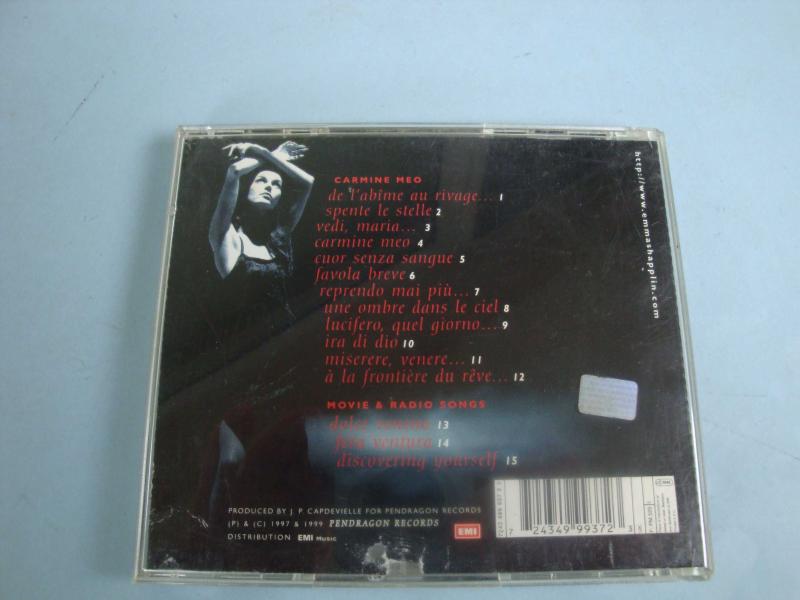 CARMINE MEO
de l'abîme au rivage... 1
spente le stelle 2
vedi, maria... 3
carmine meo 4
cuor senza sangue 5
favola breve 6
reprendo mai più... 7
une ombre dans le ciel 8
lucifero, quel giorno... 9
ira di dio 10
miserere, venere... 11
à la frontière du rêve... 12
MOVIE & RADIO SONGS
dolce 13
fera ventura 14
discovering yourself 15
http://www.emmashapplin.com
PRODUCED BY J. P. CAPDEVIELLE FOR PENDRAGON RECORDS
(P) & (C) 1997 & 1999 PENDRAGON RECORDS
DISTRIBUTION EMI MUSIC
EMI
7 24349 99372 3